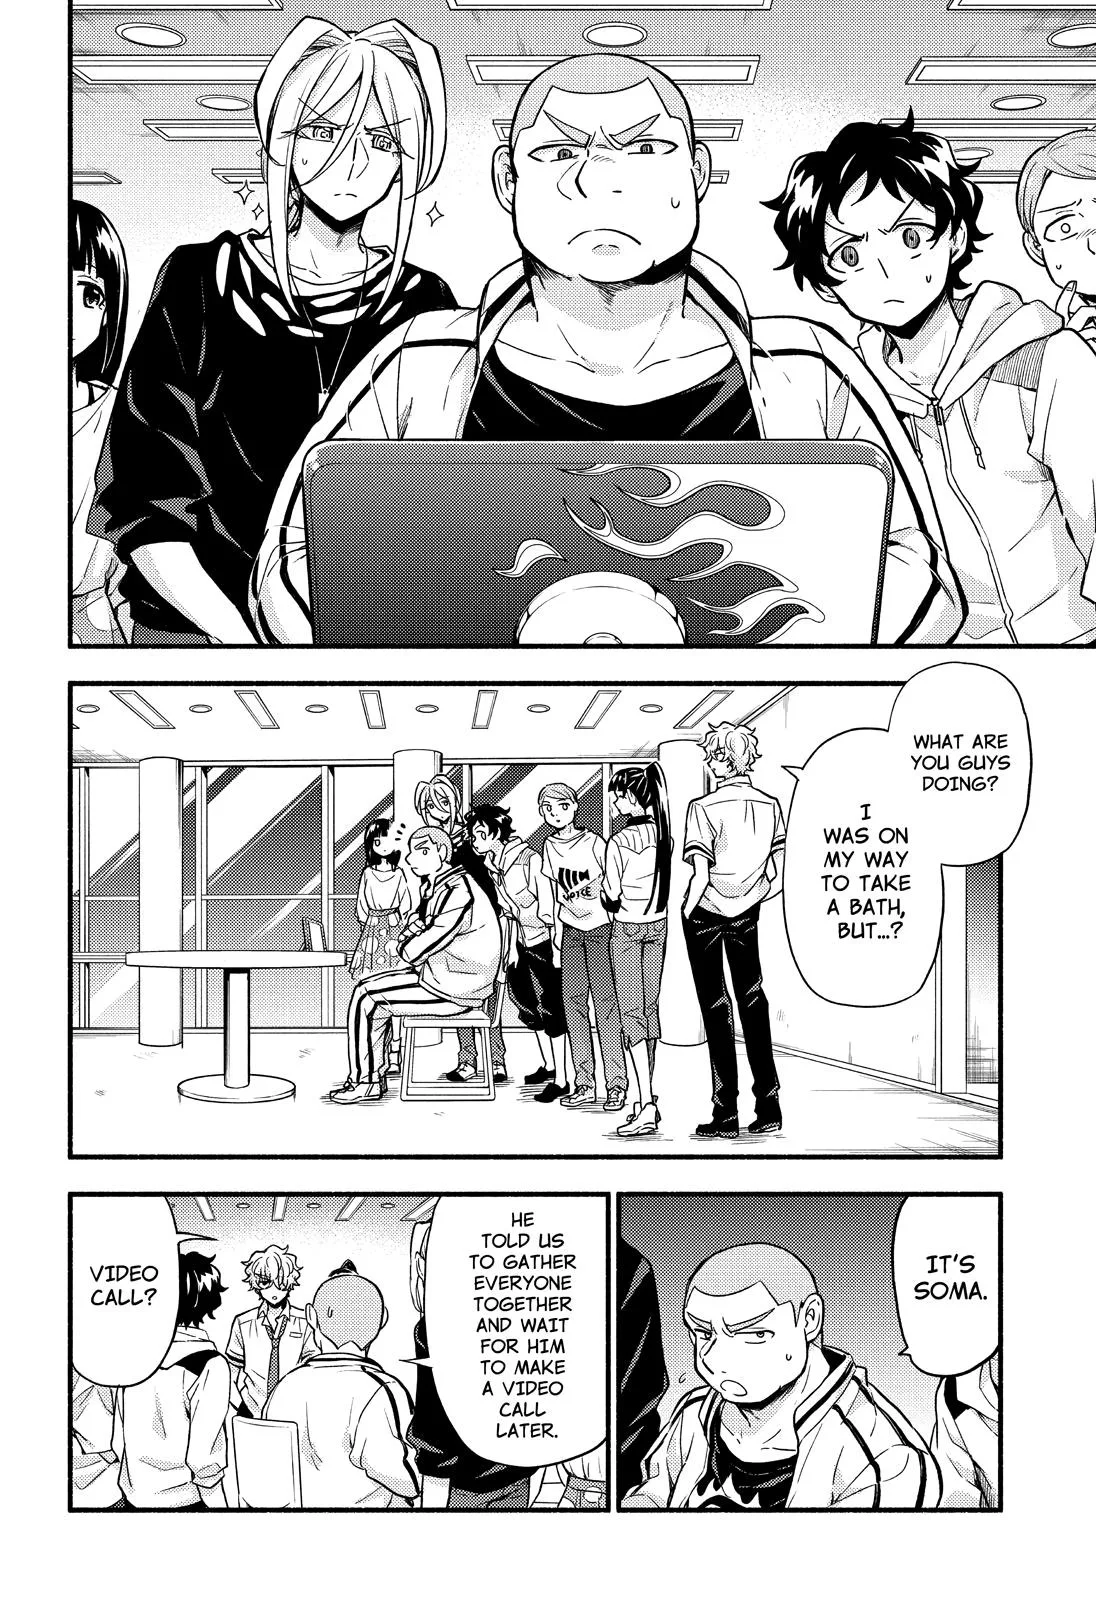 WHAT ARE
YOU GUYS
DOING?
I
WAS ON
MY WAY
TO TAKE
A BATH,
BUT...?
VOICE
IT'S
SOMA.
HE
TOLD US
TO GATHER
EVERYONE
TOGETHER
AND WAIT
FOR HIM
TO MAKE
A VIDEO
CALL
LATER.
VIDEO
CALL?